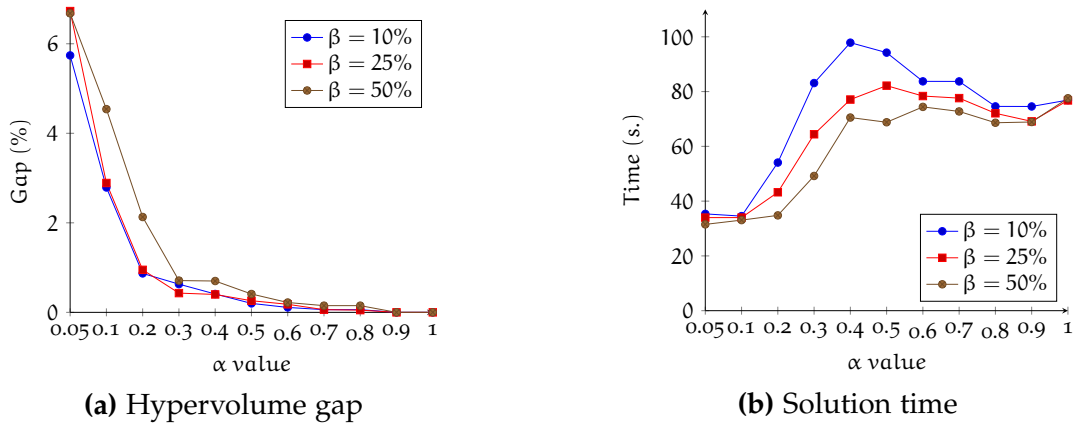 6
4
2
0
Gap (%)
0.05 0.1 0.2 0.3 0.4 0.5 0.6 0.7 0.8 0.9 1
α value
β = 10%
β = 25%
β = 50%
(a) Hypervolume gap
100
80
60
40
20
0
Time (s.)
0.05 0.1 0.2 0.3 0.4 0.5 0.6 0.7 0.8 0.9 1
α value
β = 10%
β = 25%
β = 50%
(b) Solution time